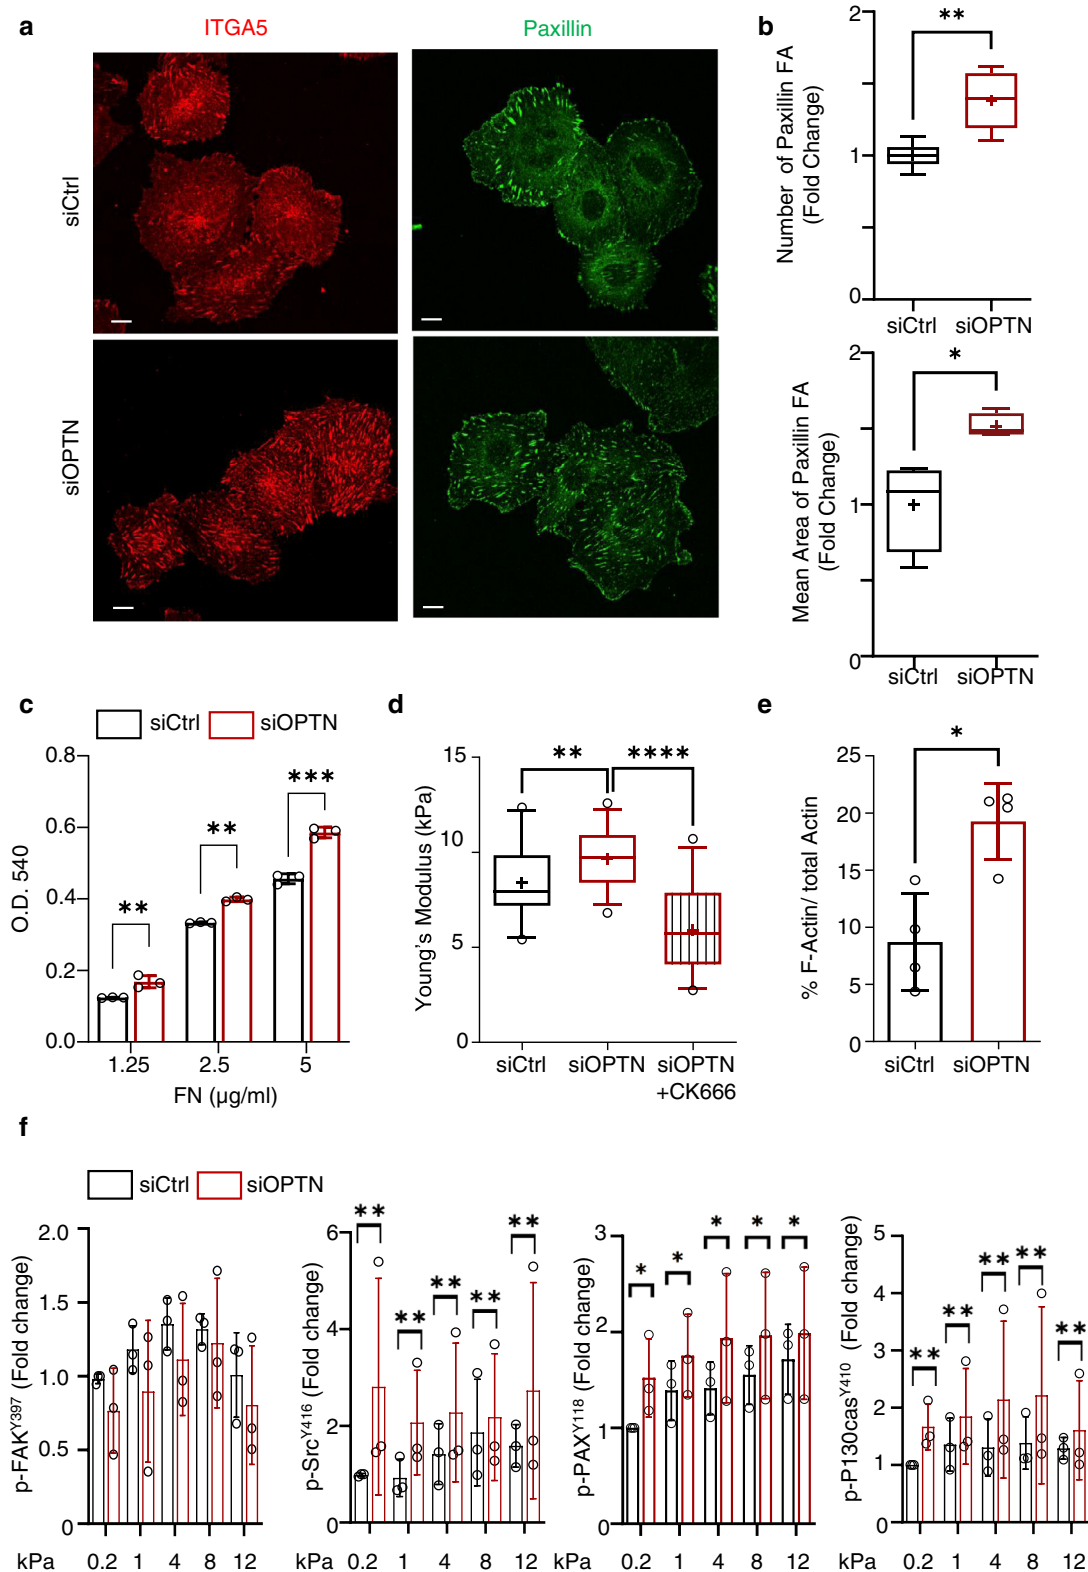 a
ITGA5
Paxillin
siCtrl
siOPTN
b
Number of Paxillin FA
(Fold Change)
2
1
0
**
siCtrl
siOPTN
Mean Area of Paxillin FA
(Fold Change)
2
1
0
*
siCtrl
siOPTN
c
siCtrl
siOPTN
O.D. 540
0.8
0.6
0.4
0.2
0.0
**
**
***
1.25
2.5
5
FN (µg/ml)
d
Young's Modulus (kPa)
15
10
5
0
**
****
siCtrl
siOPTN
siOPTN
+CK666
e
% F-Actin/ total Actin
25
20
15
10
5
0
*
siCtrl
siOPTN
f
siCtrl
siOPTN
p-FAKY397 (Fold change)
2.0
1.5
1.0
0.5
0
kPa 0.2 1 4 8 12
p-SrcY416 (Fold change)
6
4
2
0
** ** ** ** **
kPa 0.2 1 4 8 12
p-PAXY118 (Fold change)
3
2
1
0
* * * * *
kPa 0.2 1 4 8 12
p-P130casY410 (Fold change)
5
4
3
2
1
0
** ** ** ** **
kPa 0.2 1 4 8 12